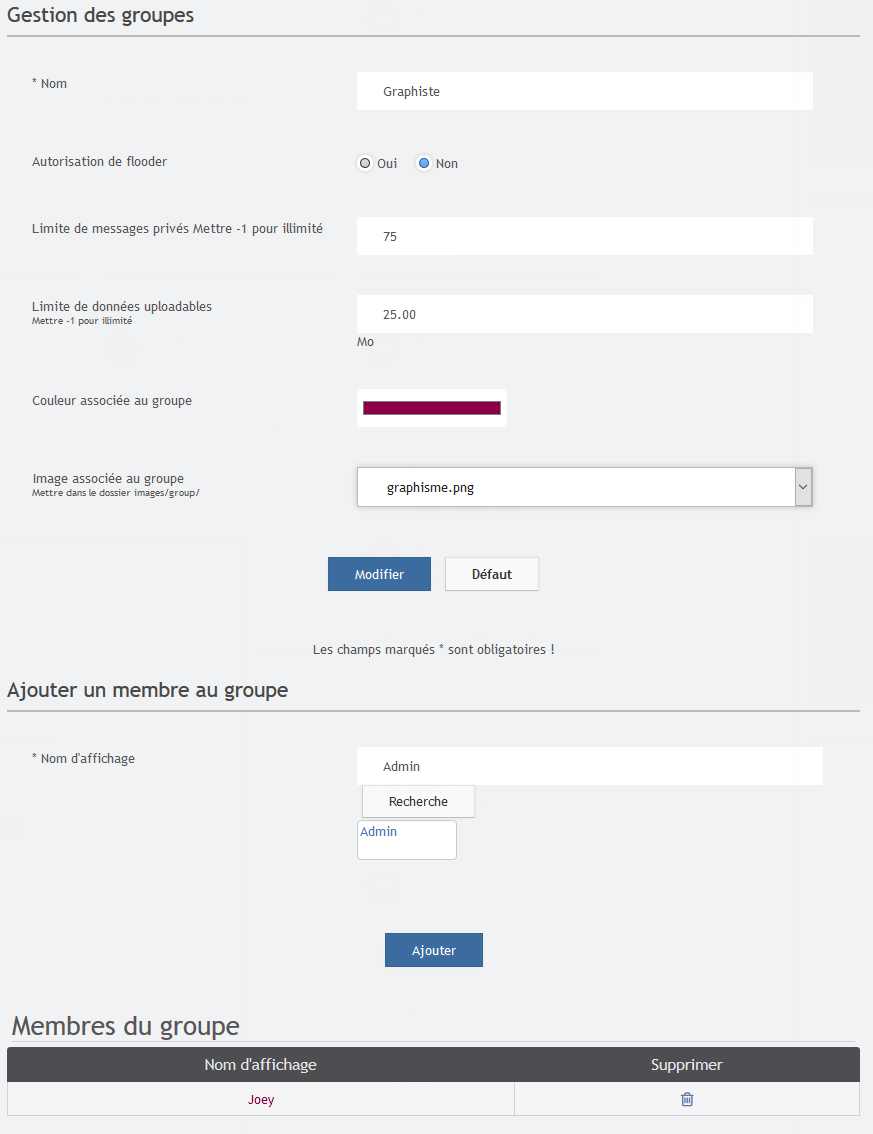 Gestion des groupes
* Nom
Graphiste
Autorisation de flooder
Oui Non
Limite de messages privés Mettre -1 pour illimité
75
Limite de données uploadables
Mettre -1 pour illimité
25.00
Mo
Couleur associée au groupe
Image associée au groupe
Mettre dans le dossier images/group/
graphisme.png
Modifier Défaut
Les champs marqués * sont obligatoires !
Ajouter un membre au groupe
* Nom d'affichage
Admin
Recherche
Admin
Ajouter
Membres du groupe
Nom d'affichage Supprimer
Joey